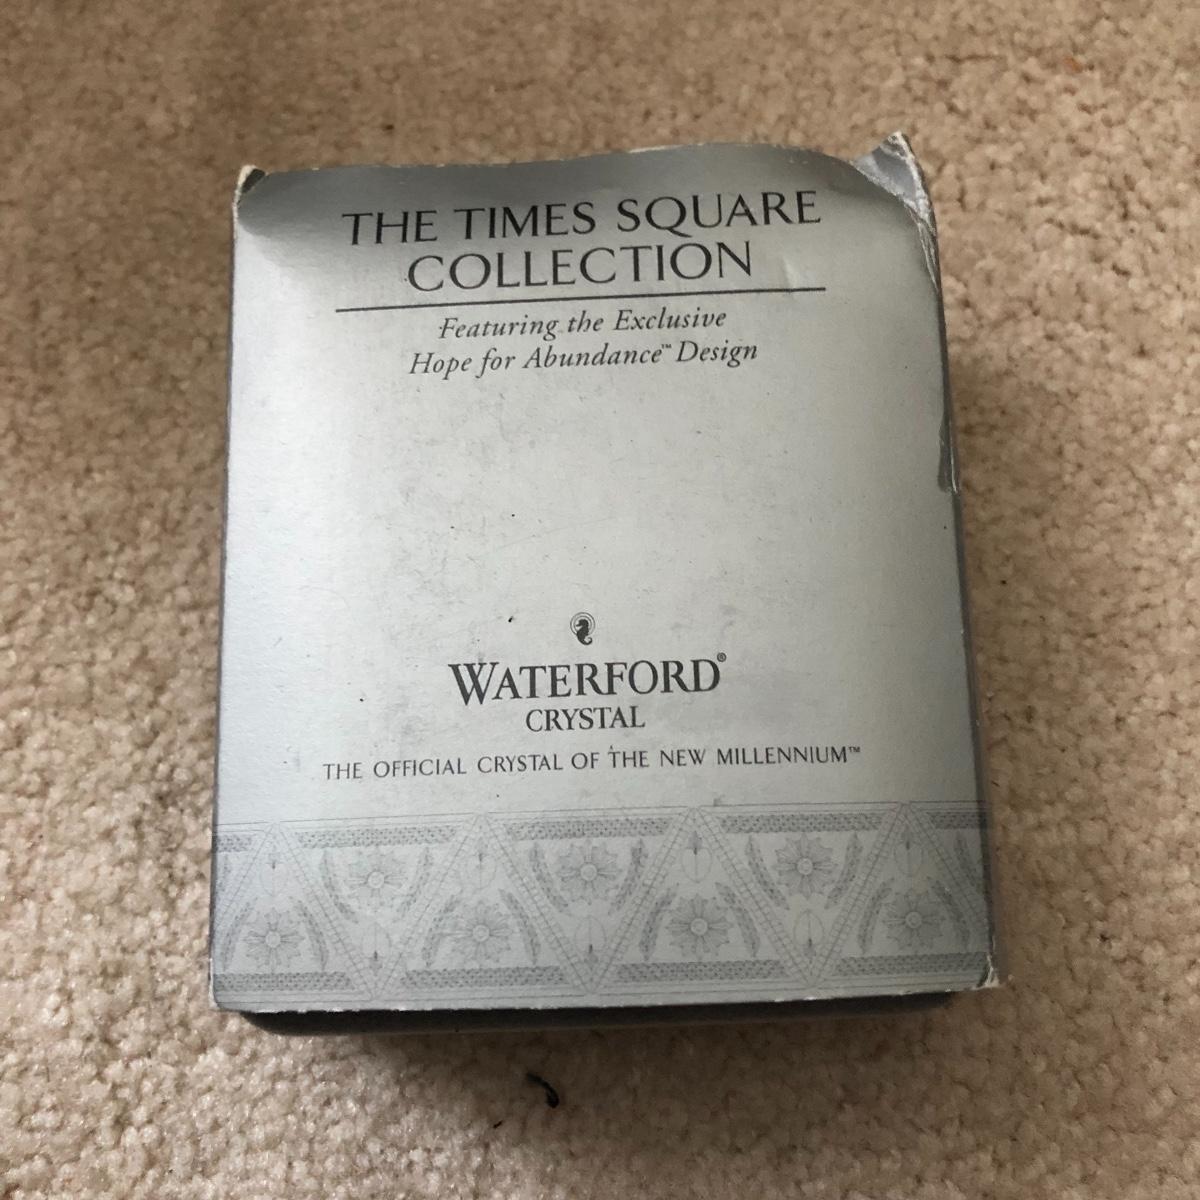 THE TIMES SQUARE
COLLECTION
Featuring the Exclusive
Hope for Abundance™ Design
WATERFORD®
CRYSTAL
THE OFFICIAL CRYSTAL OF THE NEW MILLENNIUM™